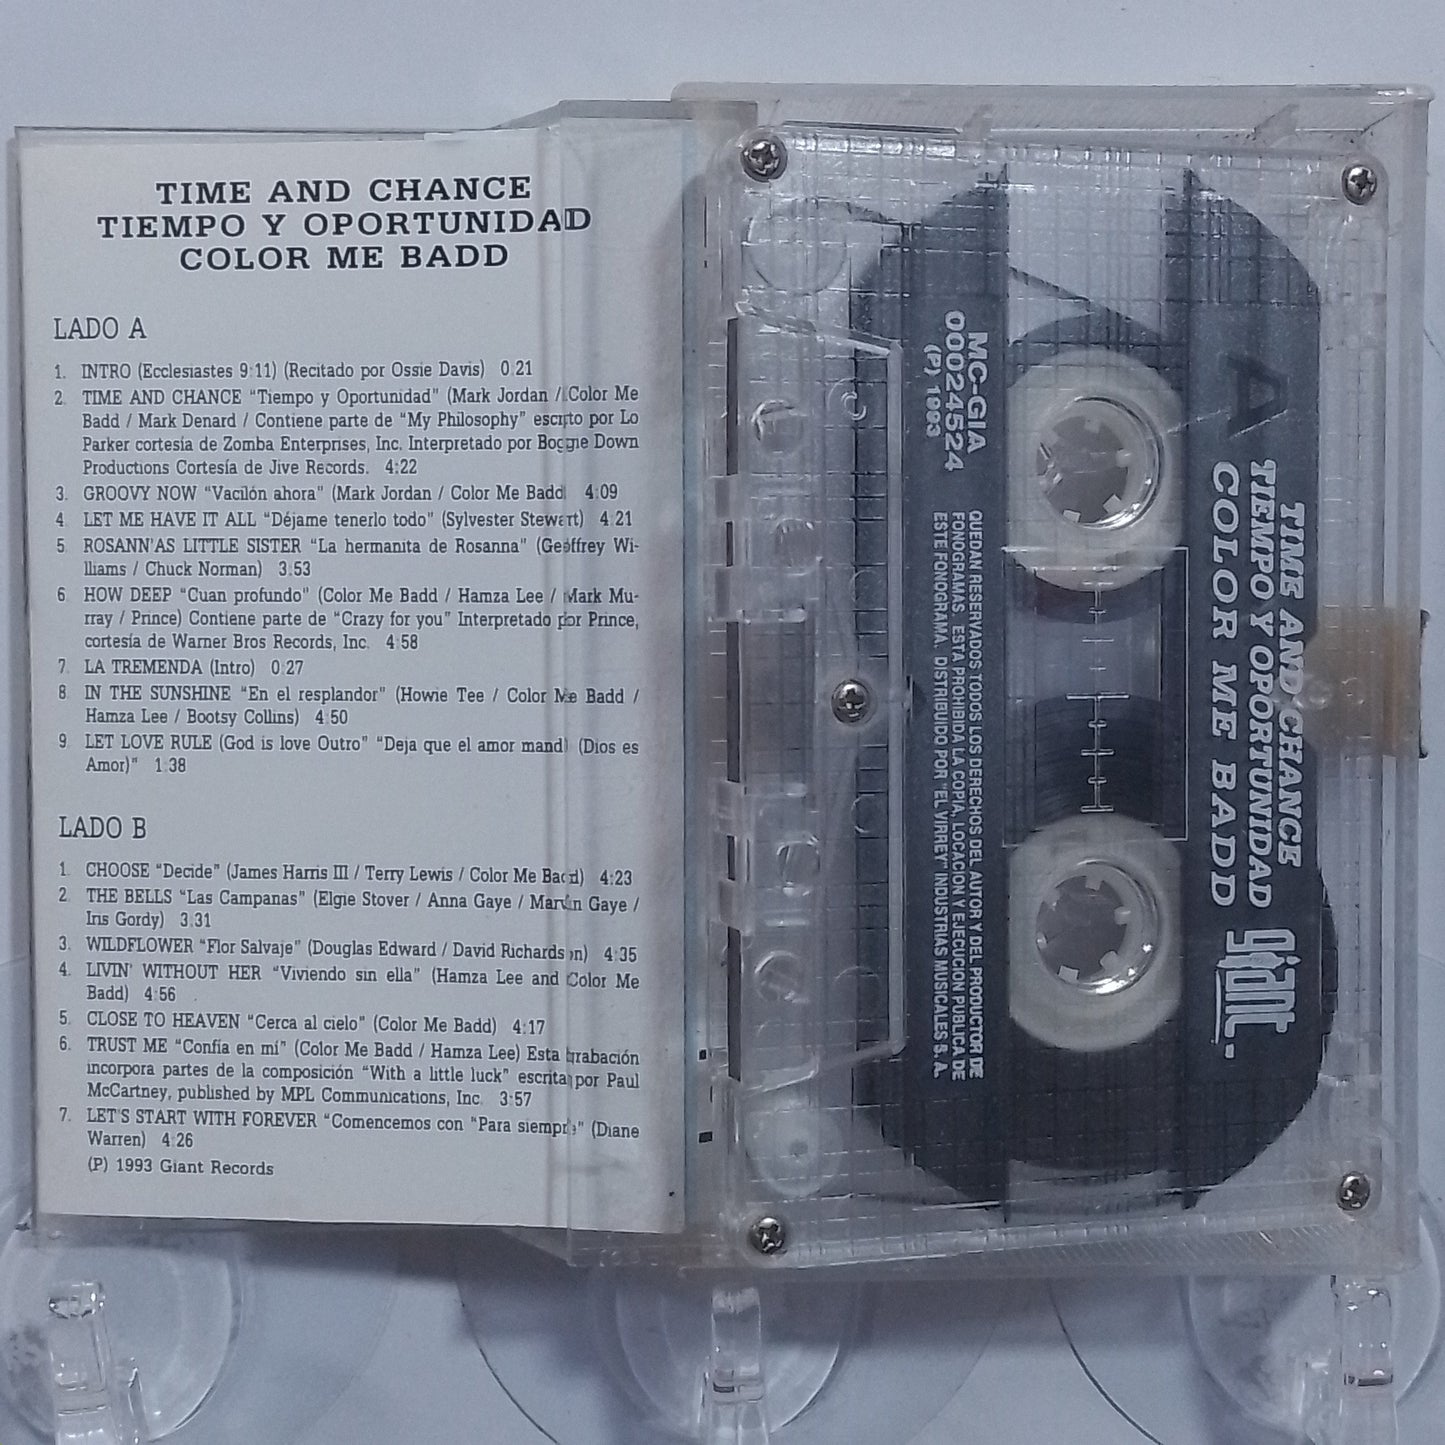 TIME AND CHANCE
TIEMPO Y OPORTUNIDAD
COLOR ME BADD
LADO A
1. INTRO (Ecclesiastes 9:11) (Recitado por Ossie Davis) 0:21
2. TIME AND CHANCE "Tiempo y Oportunidad" (Mark Jordan / Color Me
Badd / Mark Denard / Contiene parte de "My Philosophy" escrito por Lo
Parker cortesía de Zomba Enterprises, Inc. Interpretado por Boggie Down
Productions Cortesía de Jive Records. 4:22
3. GROOVY NOW "Vacilón ahora" (Mark Jordan / Color Me Badd) 4:09
4. LET ME HAVE IT ALL "Déjame tenerlo todo" (Sylvester Stewart) 4:21
5. ROSANN'AS LITTLE SISTER "La hermanita de Rosanna" (Geoffrey Wi-
lliams / Chuck Norman) 3:53
6. HOW DEEP "Cuan profundo" (Color Me Badd / Hamza Lee / Mark Mu-
rray / Prince) Contiene parte de "Crazy for you" Interpretado por Prince,
cortesía de Warner Bros Records, Inc. 4:58
7. LA TREMENDA (Intro) 0:27
8. IN THE SUNSHINE "En el resplandor" (Howie Tee / Color Me Badd /
Hamza Lee / Bootsy Collins) 4:50
9. LET LOVE RULE (God is love Outro) "Deja que el amor mand (Dios es
Amor)" 1:38
LADO B
1. CHOOSE "Decide" (James Harris III / Terry Lewis / Color Me Badd) 4:23
2. THE BELLS "Las Campanas" (Elgie Stover / Anna Gaye / Marvin Gaye /
Iris Gordy) 3:31
3. WILDFLOWER "Flor Salvaje" (Douglas Edward / David Richardson) 4:35
4. LIVIN' WITHOUT HER "Viviendo sin ella" (Hamza Lee and Color Me
Badd) 4:56
5. CLOSE TO HEAVEN "Cerca al cielo" (Color Me Badd) 4:17
6. TRUST ME "Confía en mí" (Color Me Badd / Hamza Lee) Esta grabación
incorpora partes de la composición "With a little luck" escrita por Paul
McCartney, published by MPL Communications, Inc. 3:57
7. LET'S START WITH FOREVER "Comencemos con "Para siempre" (Diane
Warren) 4:26
(P) 1993 Giant Records
A
TIME AND CHANCE
TIEMPO Y OPORTUNIDAD
COLOR ME BADD
giant.
MC-GIA
00024524
(P) 1993
QUEDAN RESERVADOS TODOS LOS DERECHOS DEL AUTOR Y DEL PRODUCTOR DE
FONOGRAMAS ESTA PROHIBIDA LA COPIA, LOCACION Y EJECUCION PUBLICA DE
ESTE FONOGRAMA. DISTRIBUIDO POR "EL VIRREY" INDUSTRIAS MUSICALES S. A.